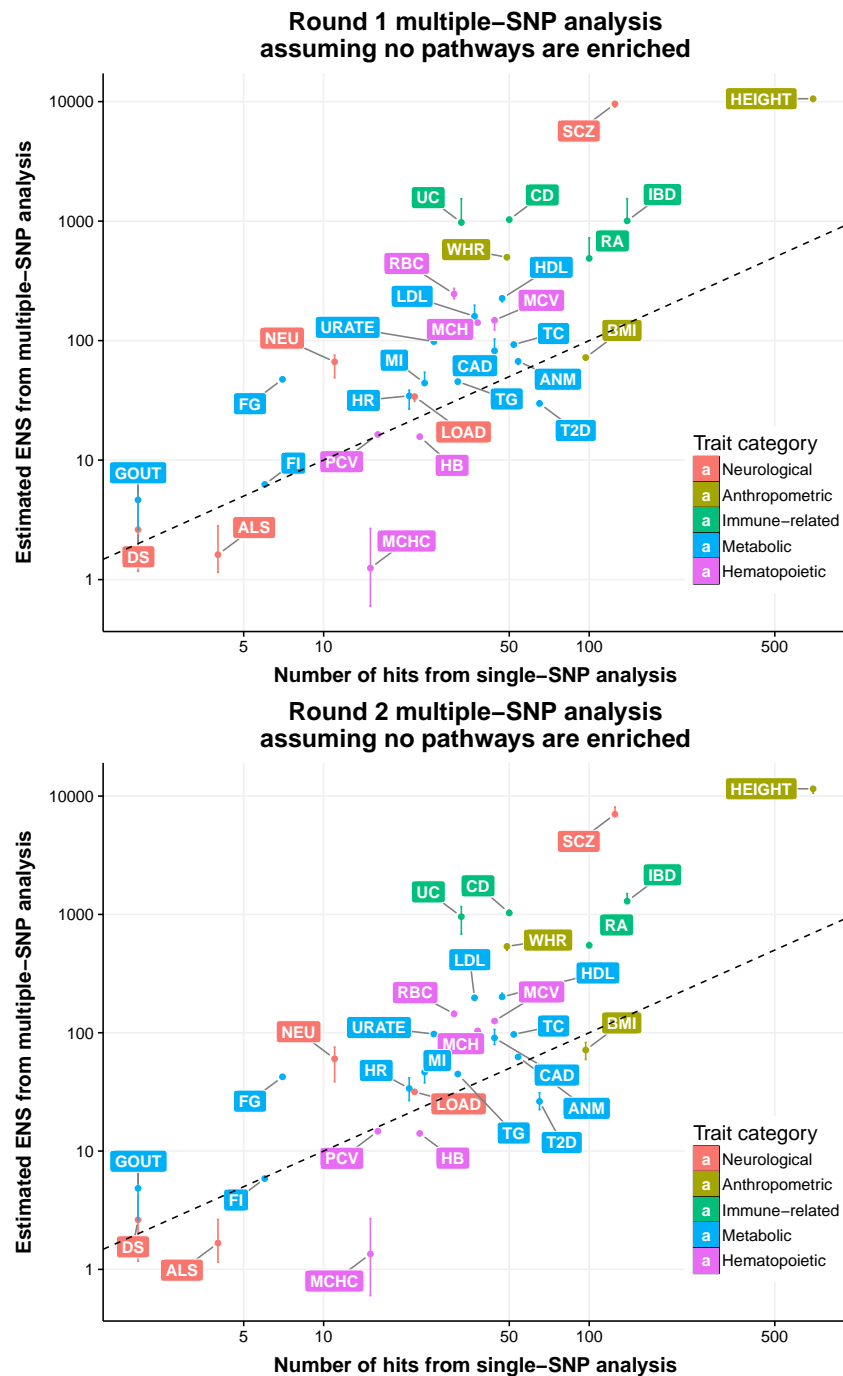 Round 1 multiple−SNP analysis
assuming no pathways are enriched
Estimated ENS from multiple−SNP analysis
10000
1000
100
10
1
HEIGHT
SCZ
UC
CD
IBD
WHR
RA
RBC
HDL
LDL
MCV
URATE
MCH
TC
BMI
NEU
MI
CAD
ANM
FG
HR
TG
LOAD
T2D
PCV
HB
GOUT
FI
DS
ALS
MCHC
Trait category
a Neurological
a Anthropometric
a Immune−related
a Metabolic
a Hematopoietic
5
10
50
100
500
Number of hits from single−SNP analysis
Round 2 multiple−SNP analysis
assuming no pathways are enriched
Estimated ENS from multiple−SNP analysis
10000
1000
100
10
1
HEIGHT
SCZ
UC
CD
IBD
WHR
RA
LDL
HDL
RBC
MCV
URATE
MCH
TC
BMI
NEU
MI
HR
CAD
FG
LOAD
ANM
TG
T2D
PCV
HB
GOUT
FI
DS
ALS
MCHC
Trait category
a Neurological
a Anthropometric
a Immune−related
a Metabolic
a Hematopoietic
5
10
50
100
500
Number of hits from single−SNP analysis